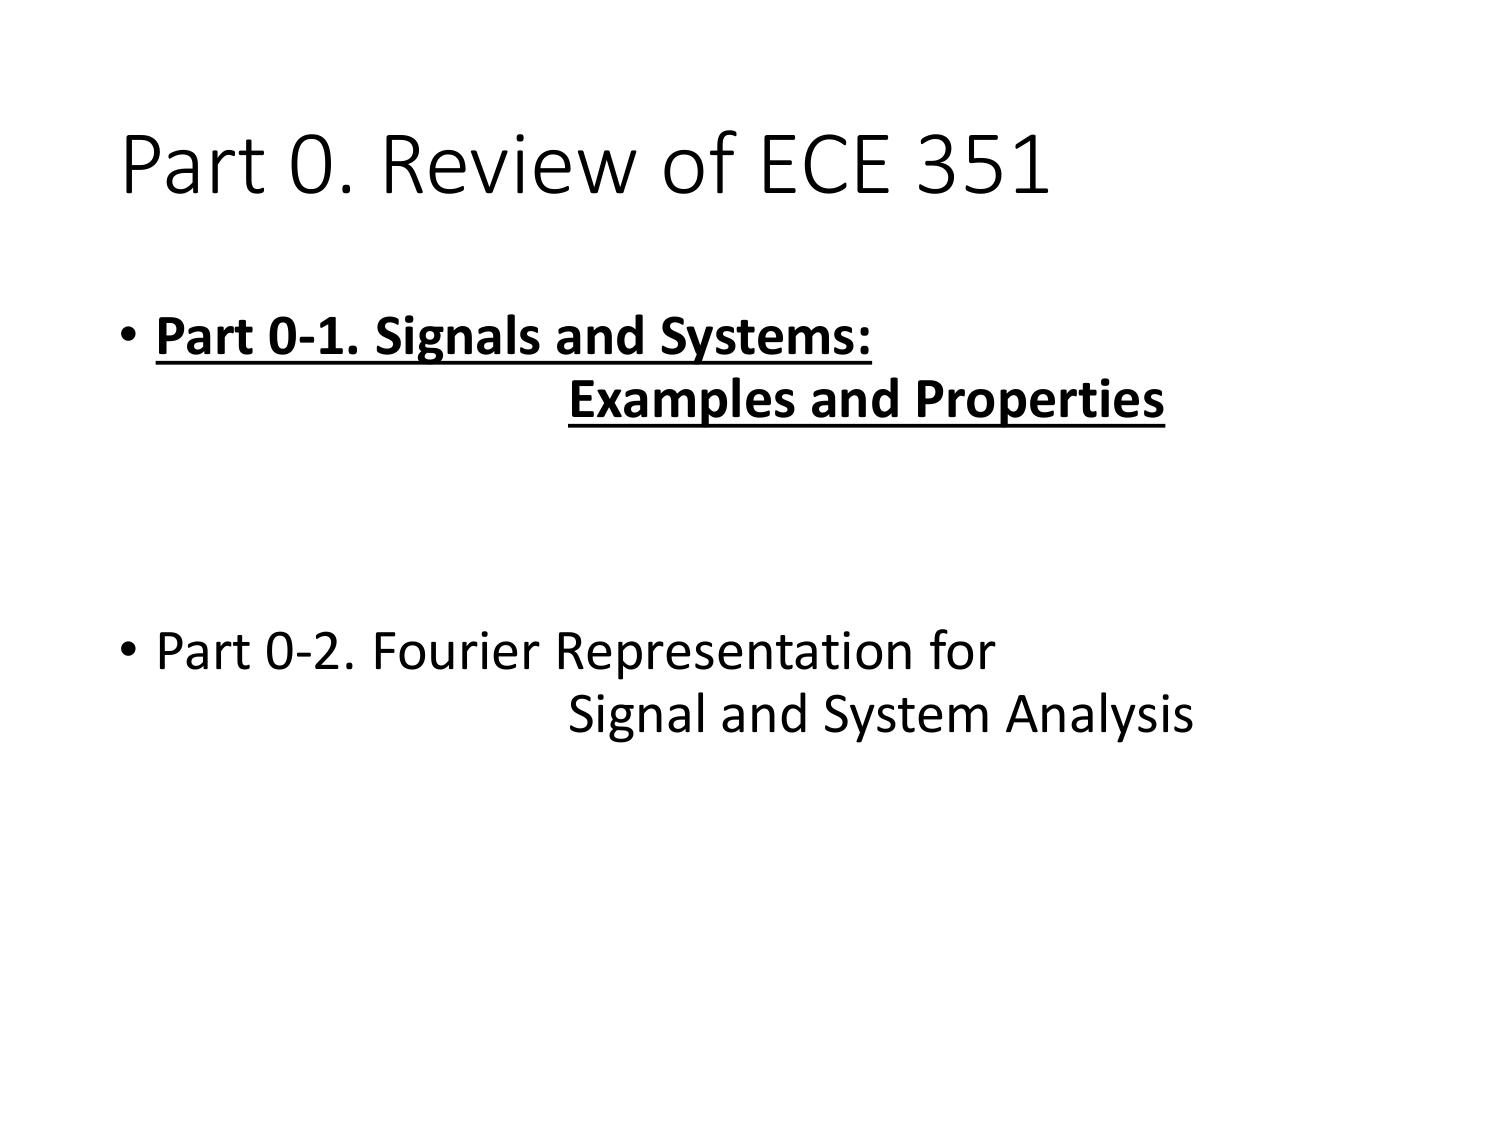 Part 0. Review of ECE 351
• Part 0-1. Signals and Systems:
Examples and Properties
• Part 0-2. Fourier Representation for
Signal and System Analysis